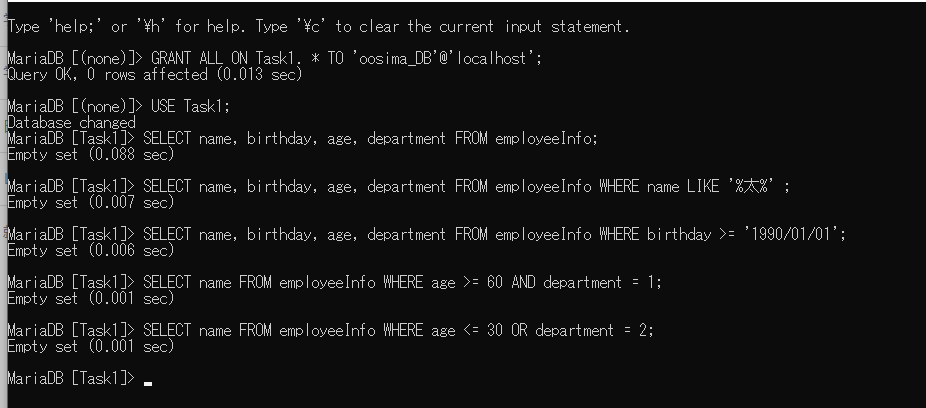 Type 'help;' or '¥h' for help. Type '¥c' to clear the current input statement.
MariaDB [(none)]> GRANT ALL ON Task1. * TO 'oosima_DB'@'localhost';
Query OK, 0 rows affected (0.013 sec)
MariaDB [(none)]> USE Task1;
Database changed
MariaDB [Task1]> SELECT name, birthday, age, department FROM employeeInfo;
Empty set (0.088 sec)
MariaDB [Task1]> SELECT name, birthday, age, department FROM employeeInfo WHERE name LIKE '%太%' ;
Empty set (0.007 sec)
MariaDB [Task1]> SELECT name, birthday, age, department FROM employeeInfo WHERE birthday >= '1990/01/01';
Empty set (0.006 sec)
MariaDB [Task1]> SELECT name FROM employeeInfo WHERE age >= 60 AND department = 1;
Empty set (0.001 sec)
MariaDB [Task1]> SELECT name FROM employeeInfo WHERE age <= 30 OR department = 2;
Empty set (0.001 sec)
MariaDB [Task1]>